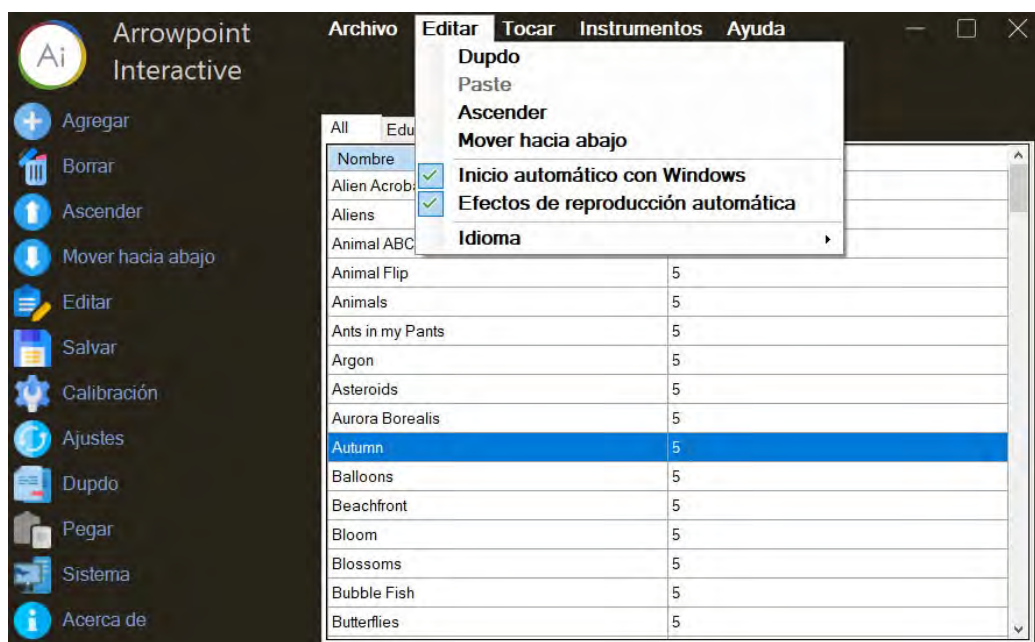 Ai
Arrowpoint
Interactive
Archivo Editar Tocar Instrumentos Ayuda
Dupdo
Paste
Ascender
Mover hacia abajo
Inicio automático con Windows
Efectos de reproducción automática
Idioma
Agregar
Borrar
Ascender
Mover hacia abajo
Editar
Salvar
Calibración
Ajustes
Dupdo
Pegar
Sistema
Acerca de
All Edu
Nombre
Alien Acrob
Aliens
Animal ABC
Animal Flip 5
Animals 5
Ants in my Pants 5
Argon 5
Asteroids 5
Aurora Borealis 5
Autumn 5
Balloons 5
Beachfront 5
Bloom 5
Blossoms 5
Bubble Fish 5
Butterflies 5